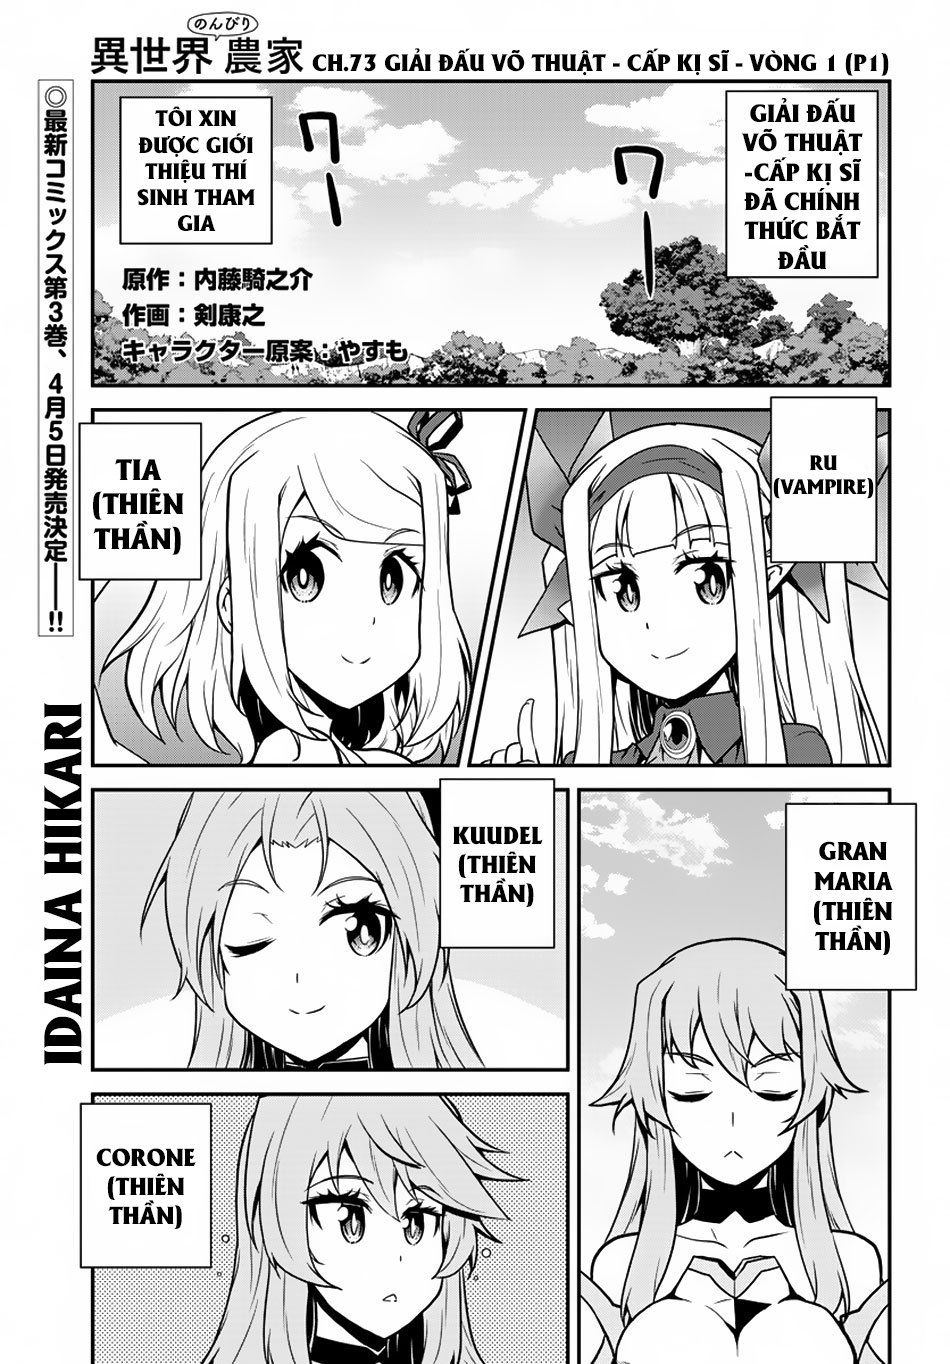 のんびり
異世界農家 CH.73 GIẢI ĐẤU VÕ THUẬT - CẤP KỊ SĨ - VÒNG 1 (P1)
◎最新コミックス第3巻、4月5日発売決定――!!
GIẢI ĐẤU
VÕ THUẬT
-CẤP KỊ SĨ
ĐÃ CHÍNH
THỨC BẮT
ĐẦU
ワー
ワー
TÔI XIN
ĐƯỢC GIỚI
THIỆU THÍ
SINH THAM
GIA
原作：内藤騎之介
作画：剣康之
キャラクター原案：やすも
RU
(VAMPIRE)
TIA
(THIÊN
THẦN)
IDAINA HIKARI
GRAN
MARIA
(THIÊN
THẦN)
KUUDEL
(THIÊN
THẦN)
CORONE
(THIÊN
THẦN)